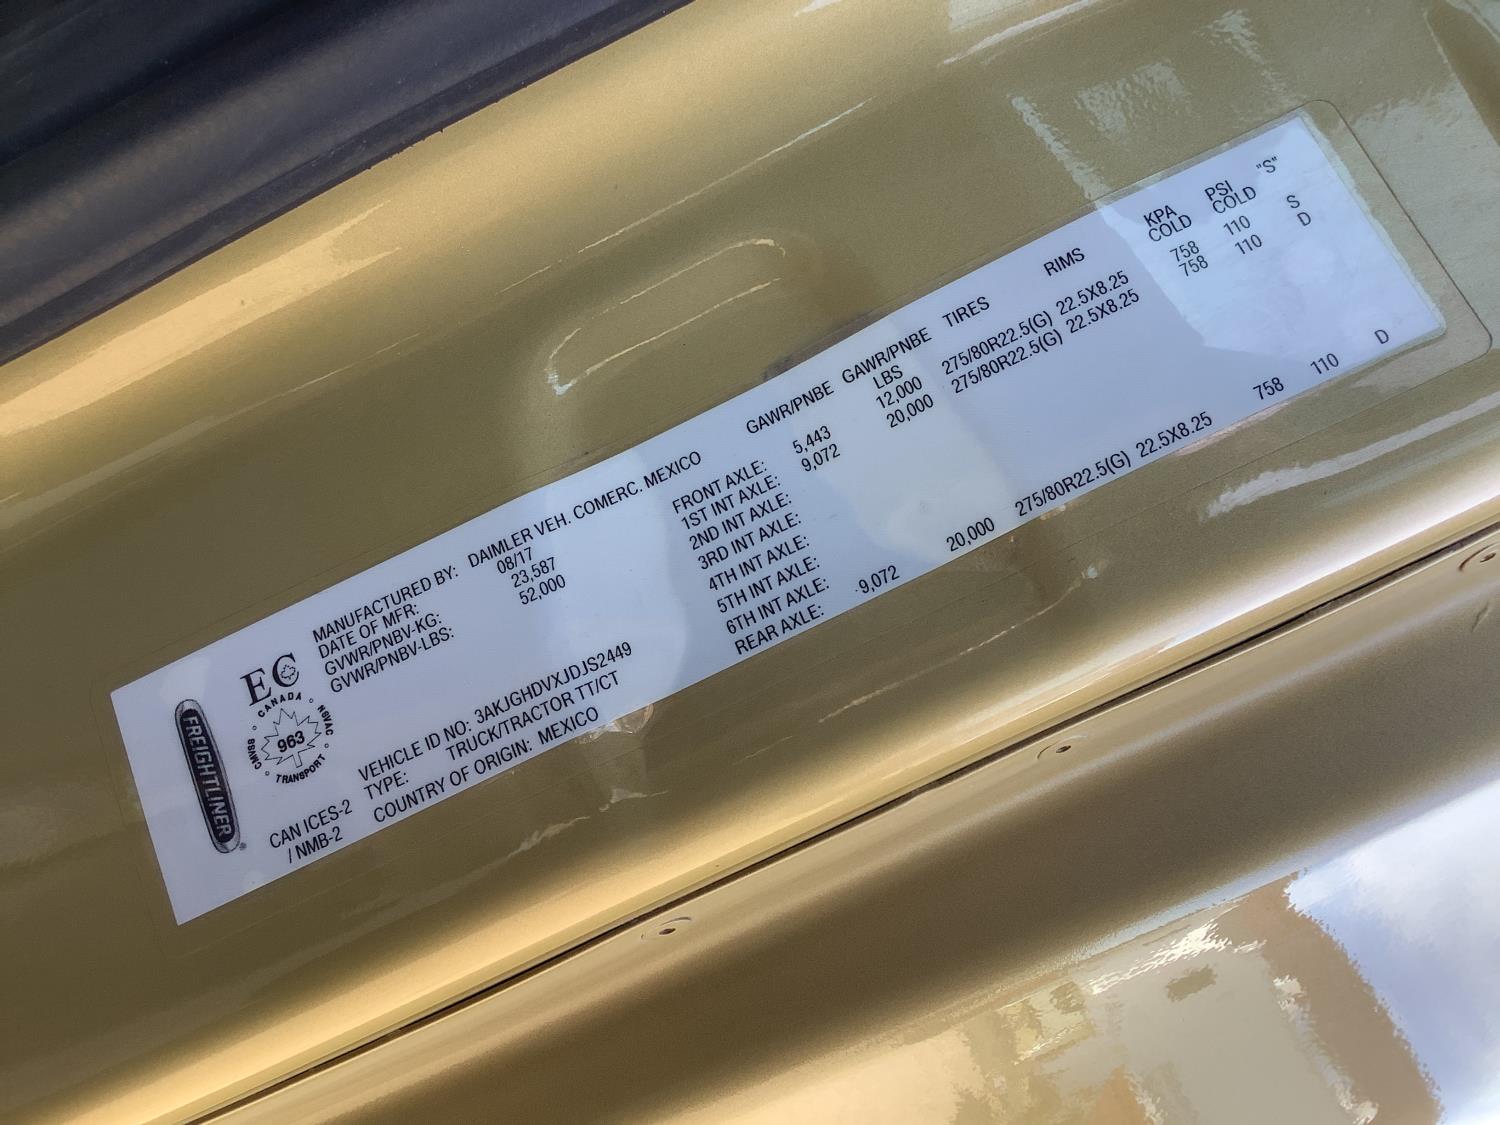 FREIGHTLINER
®
EC
CANADA
NSVAC
TRANSPORT
CMVSS
963
CAN ICES-2
/ NMB-2
MANUFACTURED BY: DAIMLER VEH. COMERC. MEXICO
DATE OF MFR: 08/17
GVWR/PNBV-KG: 23,587
GVWR/PNBV-LBS: 52,000
VEHICLE ID NO: 3AKJGHDVXJDJS2449
TYPE: TRUCK/TRACTOR TT/CT
COUNTRY OF ORIGIN: MEXICO
GAWR/PNBE GAWR/PNBE TIRES RIMS KPA PSI "S"
LBS COLD COLD
FRONT AXLE: 5,443 12,000 275/80R22.5(G) 22.5X8.25 758 110 S
1ST INT AXLE: 9,072 20,000 275/80R22.5(G) 22.5X8.25 758 110 D
2ND INT AXLE:
3RD INT AXLE:
4TH INT AXLE:
5TH INT AXLE:
6TH INT AXLE:
REAR AXLE: 9,072 20,000 275/80R22.5(G) 22.5X8.25 758 110 D